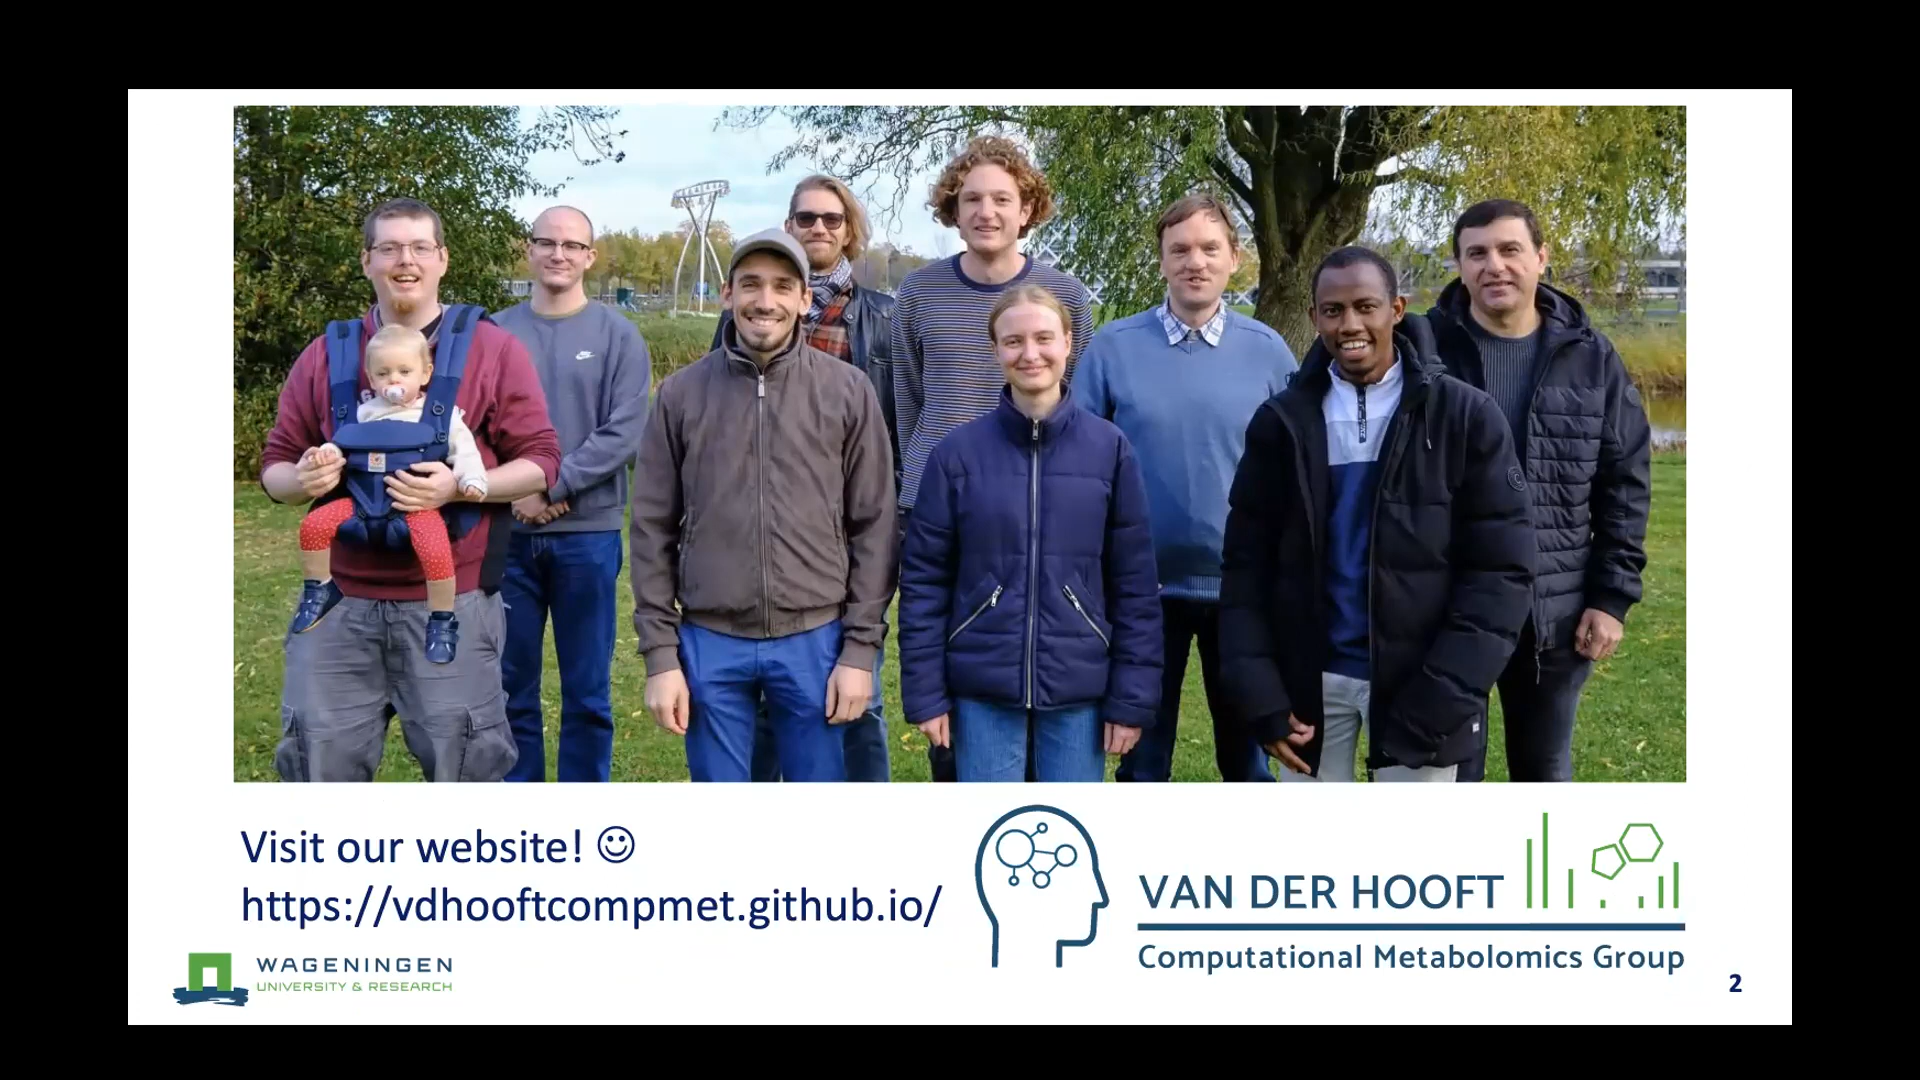 Visit our website! ☺
https://vdhooftcompmet.github.io/
VAN DER HOOFT
Computational Metabolomics Group
WAGENINGEN
UNIVERSITY & RESEARCH
2